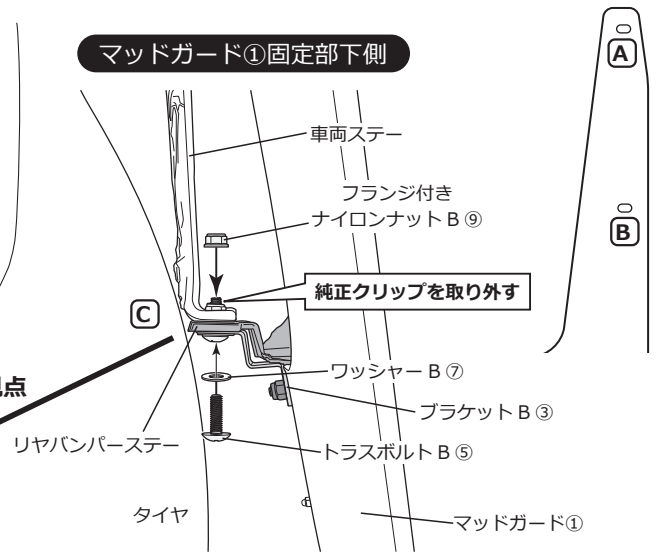 マッドガード①固定部下側
A
車両ステー
フランジ付き
ナイロンナット B ⑨
B
純正クリップを取り外す
C
ワッシャー B ⑦
点
ブラケット B ③
リヤバンパーステー
トラスボルト B ⑤
タイヤ
マッドガード①